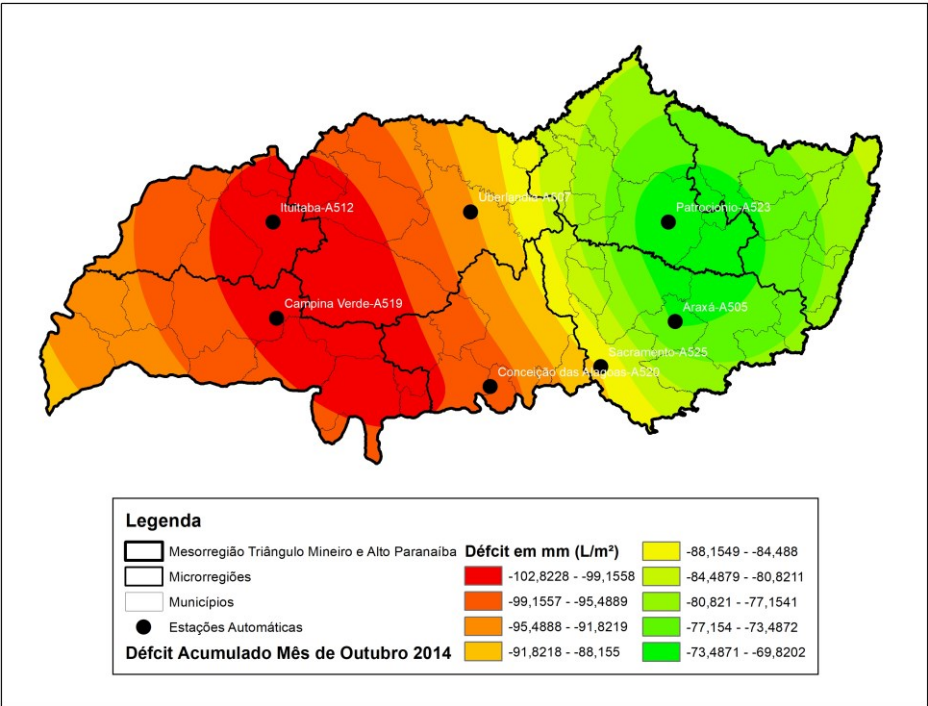 Ituitaba-A512
Uberlandia-A507
Patrocionio-A523
Campina Verde-A519
Araxá-A505
Sacramento-A525
Conceição das Alagoas-A520
Legenda
Mesorregião Triângulo Mineiro e Alto Paranaíba
Microrregiões
Municípios
Estações Automáticas
Défcit Acumulado Mês de Outubro 2014
Défcit em mm (L/m²)
-102,8228 - -99,1558
-99,1557 - -95,4889
-95,4888 - -91,8219
-91,8218 - -88,155
-88,1549 - -84,488
-84,4879 - -80,8211
-80,821 - -77,1541
-77,154 - -73,4872
-73,4871 - -69,8202